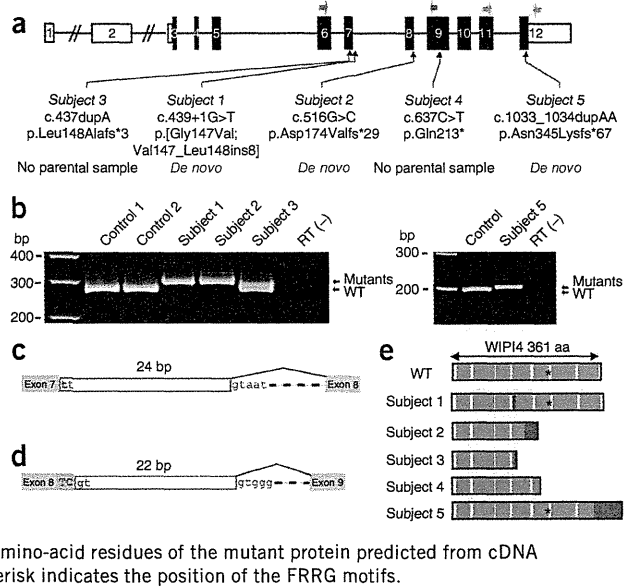 a
1 2 3 4 5 6 7 8 9 10 11 12
Subject 3
c.437dupA
p.Leu148Alafs*3
No parental sample
Subject 1
c.439+1G>T
p.[Gly147Val;
Val147_Leu148ins8]
De novo
Subject 2
c.516G>C
p.Asp174Valfs*29
De novo
Subject 4
c.637C>T
p.Gln213*
No parental sample
Subject 5
c.1033_1034dupAA
p.Asn345Lysfs*67
De novo
b
bp
400
300
200
Control 1
Control 2
Subject 1
Subject 2
Subject 3
RT (–)
Mutants
WT
bp
300
200
Control
Subject 5
RT (–)
Mutants
WT
c
24 bp
Exon 7 tt gtaat Exon 8
d
22 bp
Exon 8 TC gt gtggg Exon 9
e
WIPI4 361 aa
WT *
Subject 1 *
Subject 2
Subject 3
Subject 4
Subject 5 *
mino-acid residues of the mutant protein predicted from cDNA
erisk indicates the position of the FRRG motifs.